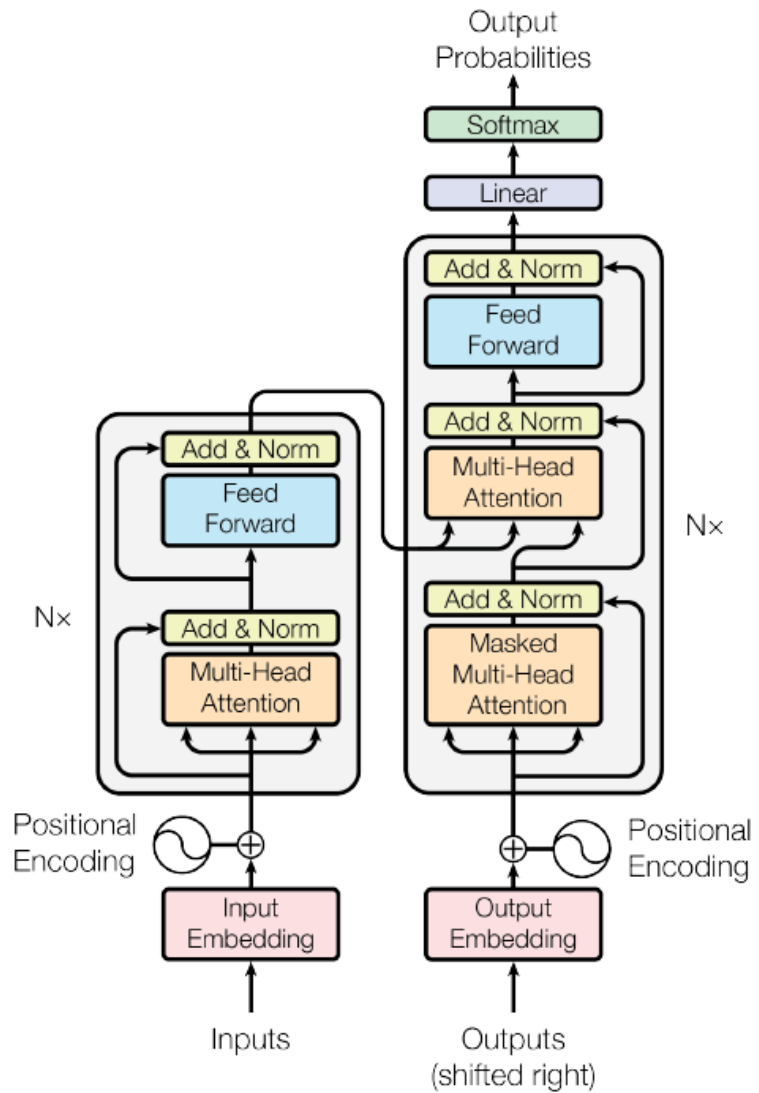 Output
Probabilities
Softmax
Linear
Add & Norm
Feed
Forward
Add & Norm
Multi-Head
Attention
Nx
Add & Norm
Masked
Multi-Head
Attention
Add & Norm
Feed
Forward
Nx
Add & Norm
Multi-Head
Attention
Positional
Encoding
Positional
Encoding
Input
Embedding
Output
Embedding
Inputs
Outputs
(shifted right)